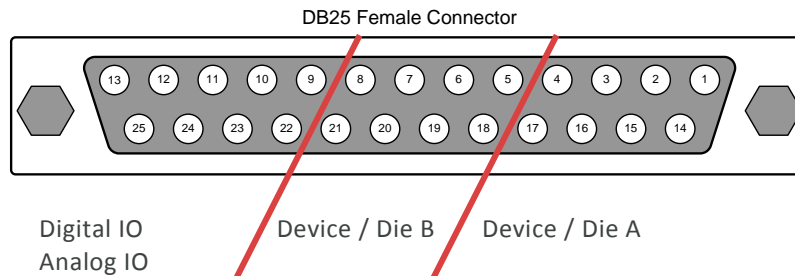 DB25 Female Connector
13 12 11 10 9 8 7 6 5 4 3 2 1
25 24 23 22 21 20 19 18 17 16 15 14
Digital IO Device / Die B Device / Die A
Analog IO